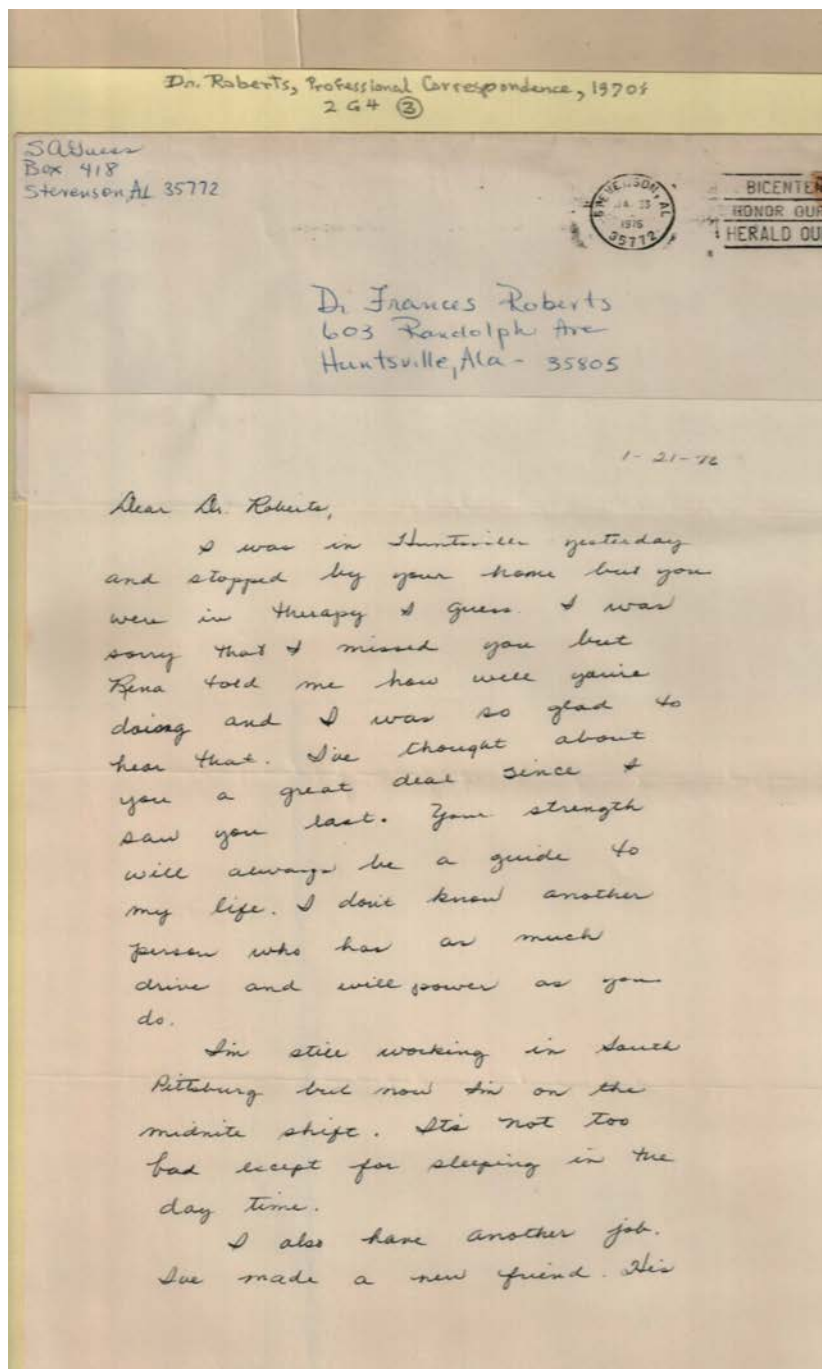 Dr. Roberts, Professional Correspondence, 1970s
2 G4 ③
SAGuess
Box 418
Stevenson, AL 35772
STEVENSON, AL
1976
35772
BICENTE
HONOR OUR
HERALD OU
Dr Frances Roberts
603 Randolph Ave
Huntsville, Ala - 35805
1-21-76
Dear Dr. Roberts,
I was in Huntsville yesterday
and stopped by your home but you
were in therapy I guess. I was
sorry that I missed you but
Rena told me how well you're
doing and I was so glad to
hear that. I've thought about
you a great deal since I
saw you last. Your strength
will always be a guide to
my life. I don't know another
person who has as much
drive and will power as you
do.
I'm still working in South
Pittsburg but now I'm on the
midnite shift. It's not too
bad except for sleeping in the
day time.
I also have another job.
I've made a new friend. His